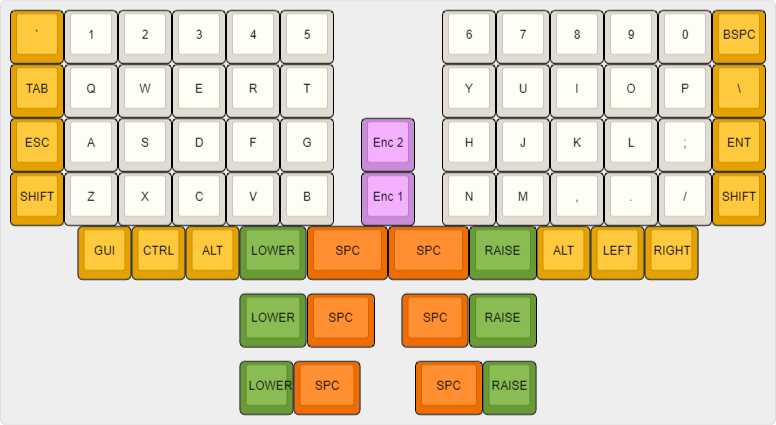 ` 1 2 3 4 5 6 7 8 9 0 BSPC
TAB Q W E R T Y U I O P \
ESC A S D F G Enc 2 H J K L ; ENT
SHIFT Z X C V B Enc 1 N M , . / SHIFT
GUI CTRL ALT LOWER SPC SPC RAISE ALT LEFT RIGHT
LOWER SPC SPC RAISE
LOWER SPC SPC RAISE